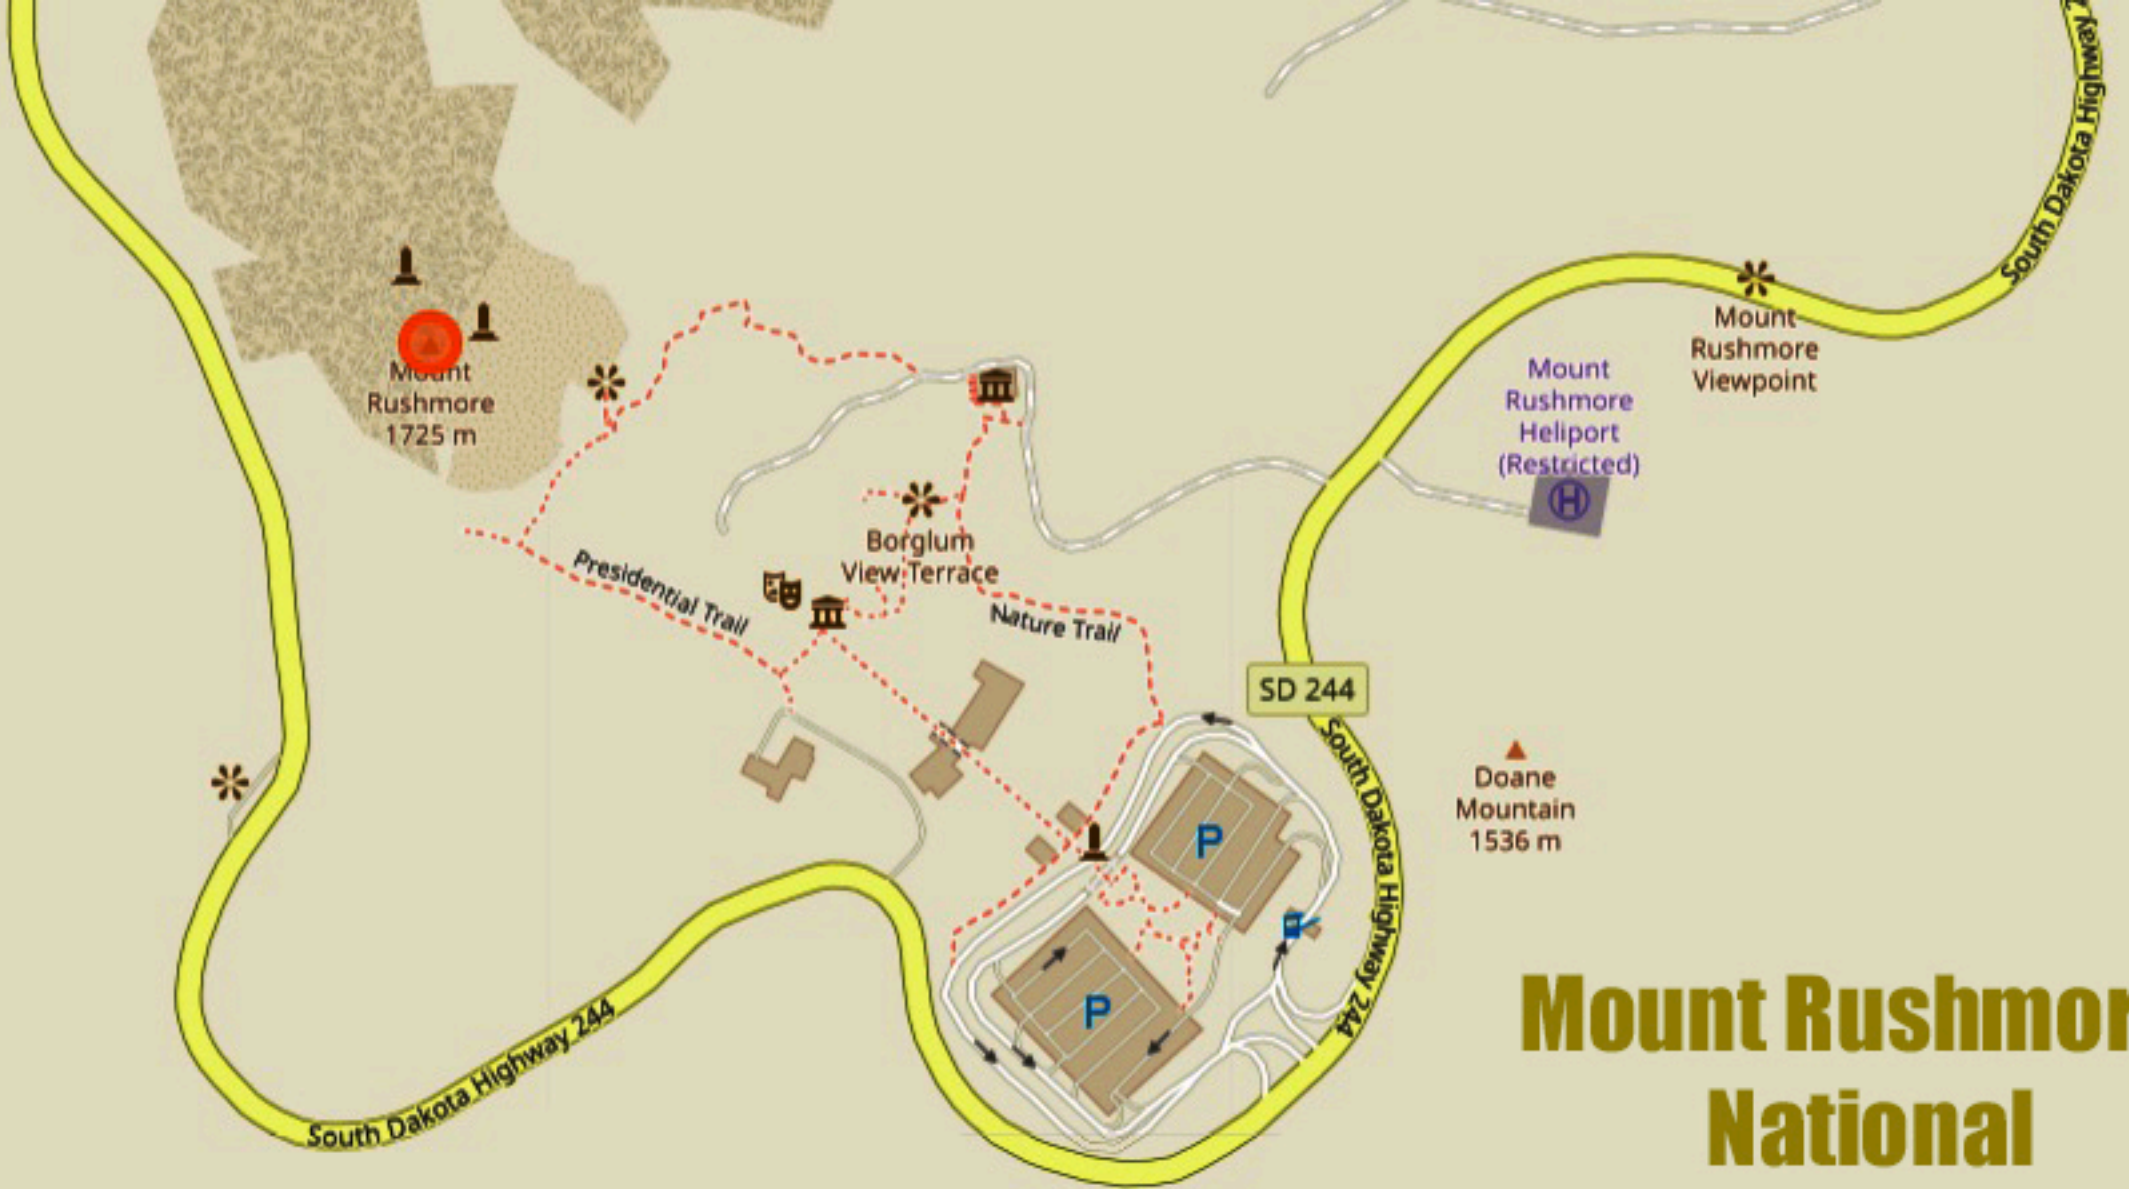 South Dakota Highway 2
Mount
Rushmore
Viewpoint
Mount
Rushmore
Heliport
(Restricted)
H
Mount
Rushmore
1725 m
Borglum
View Terrace
Presidential Trail
Nature Trail
SD 244
South Dakota Highway 244
Doane
Mountain
1536 m
P
P
South Dakota Highway 244
Mount Rushmor
National